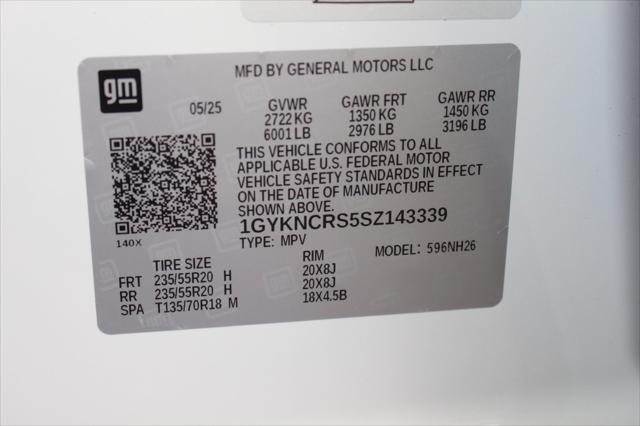 gm
MFD BY GENERAL MOTORS LLC
05/25 GVWR GAWR FRT GAWR RR
2722 KG 1350 KG 1450 KG
6001 LB 2976 LB 3196 LB
THIS VEHICLE CONFORMS TO ALL
APPLICABLE U.S. FEDERAL MOTOR
VEHICLE SAFETY STANDARDS IN EFFECT
ON THE DATE OF MANUFACTURE
SHOWN ABOVE.
1GYKNCRS5SZ143339
140X TYPE: MPV MODEL: 596NH26
TIRE SIZE RIM
FRT 235/55R20 H 20X8J
RR 235/55R20 H 20X8J
SPA T135/70R18 M 18X4.5B